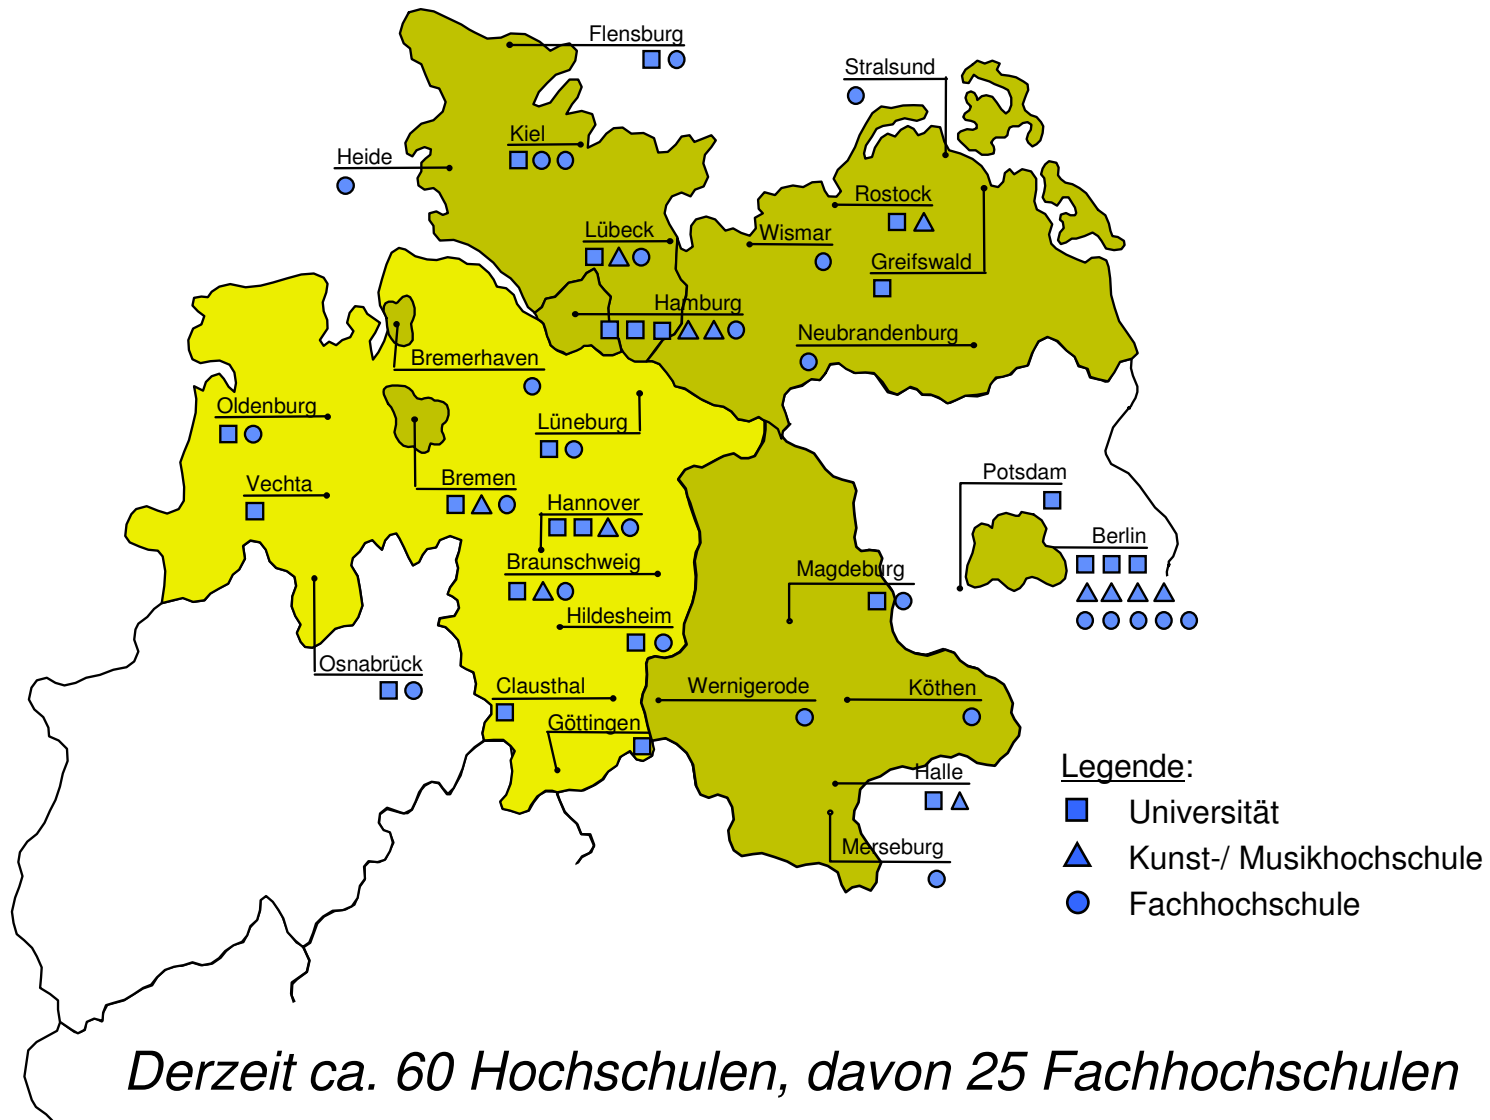 Flensburg
Stralsund
Kiel
Heide
Rostock
Lübeck
Wismar
Greifswald
Hamburg
Neubrandenburg
Bremerhaven
Oldenburg
Lüneburg
Potsdam
Bremen
Vechta
Hannover
Berlin
Braunschweig
Magdeburg
Hildesheim
Osnabrück
Clausthal
Wernigerode
Köthen
Göttingen
Halle
Merseburg
Legende:
Universität
Kunst-/ Musikhochschule
Fachhochschule
Derzeit ca. 60 Hochschulen, davon 25 Fachhochschulen